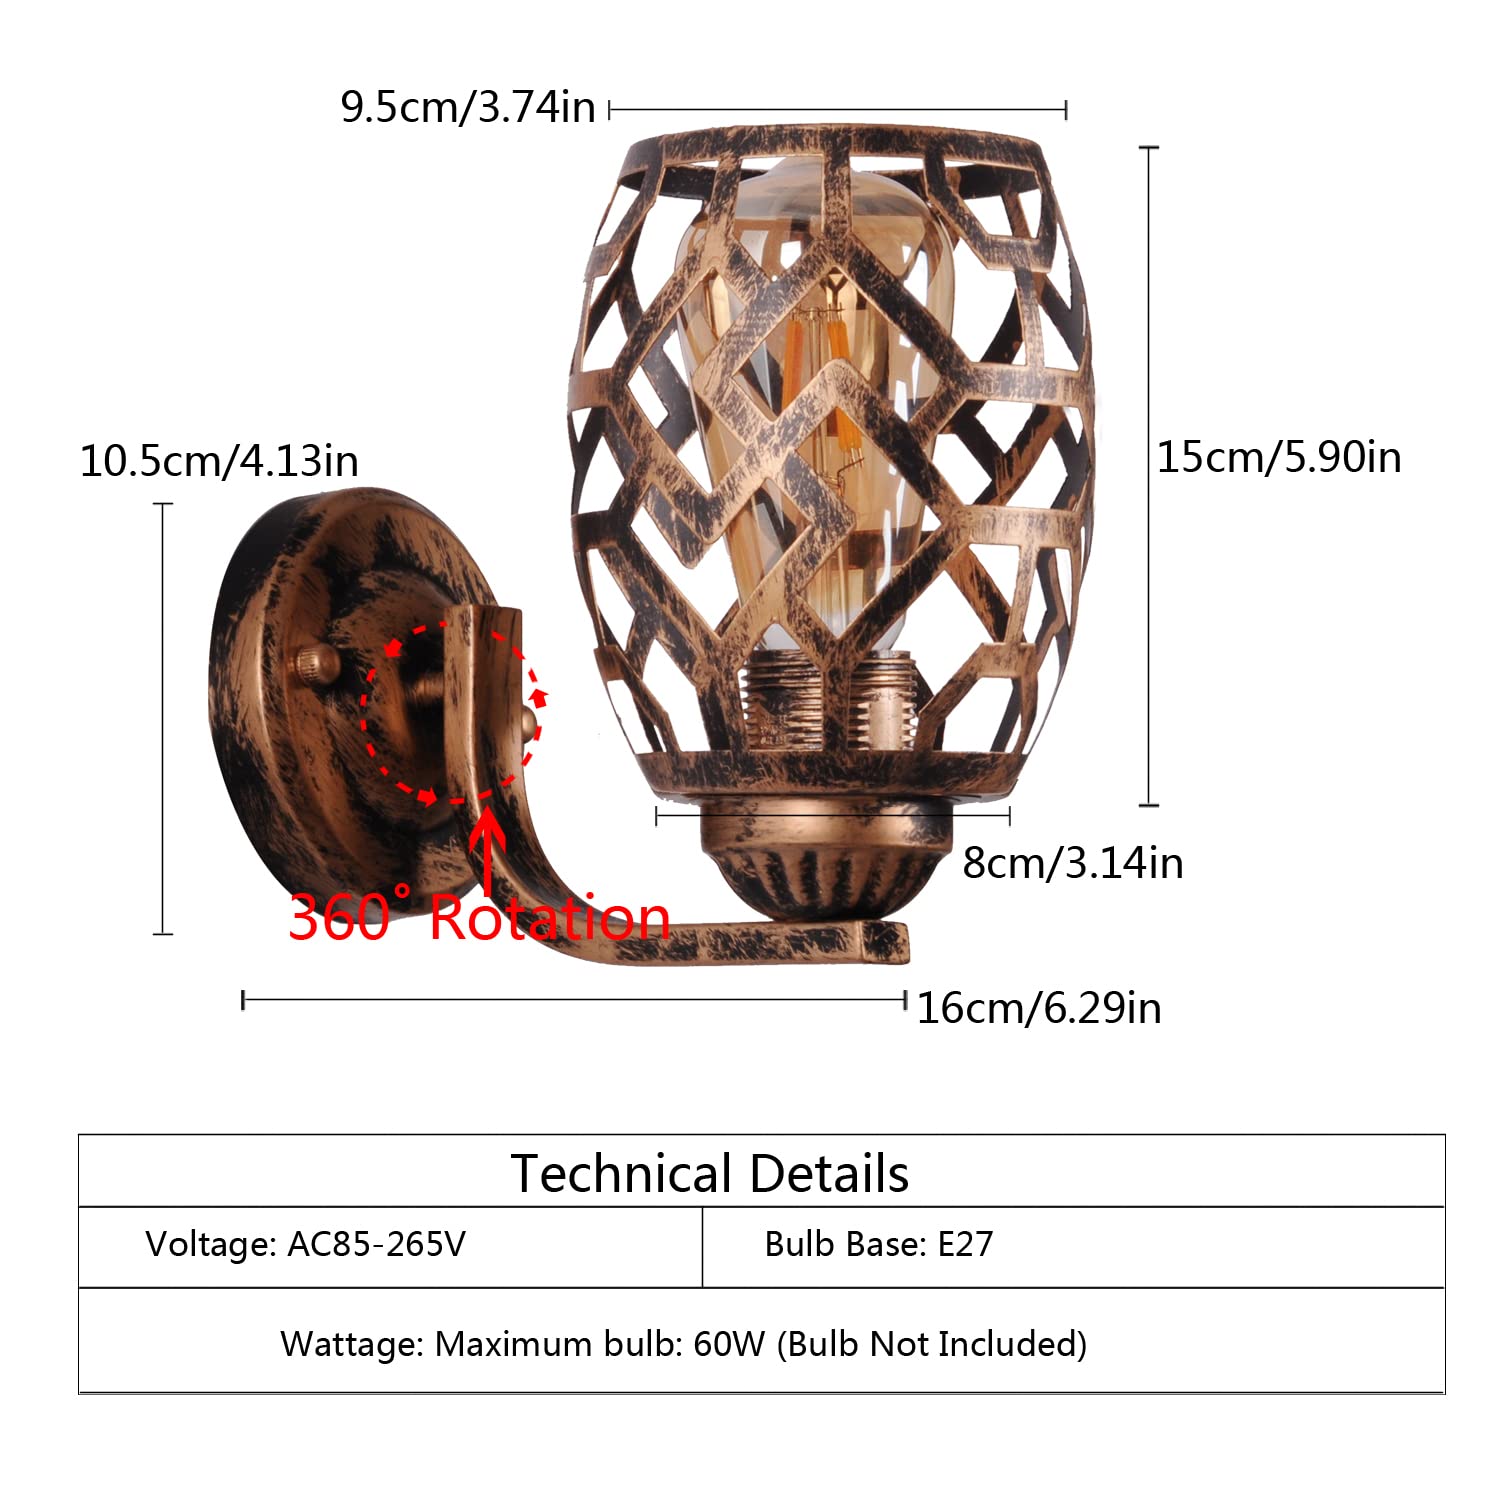 9.5cm/3.74in
10.5cm/4.13in
15cm/5.90in
8cm/3.14in
360° Rotation
16cm/6.29in
Technical Details
Voltage: AC85-265V
Bulb Base: E27
Wattage: Maximum bulb: 60W (Bulb Not Included)